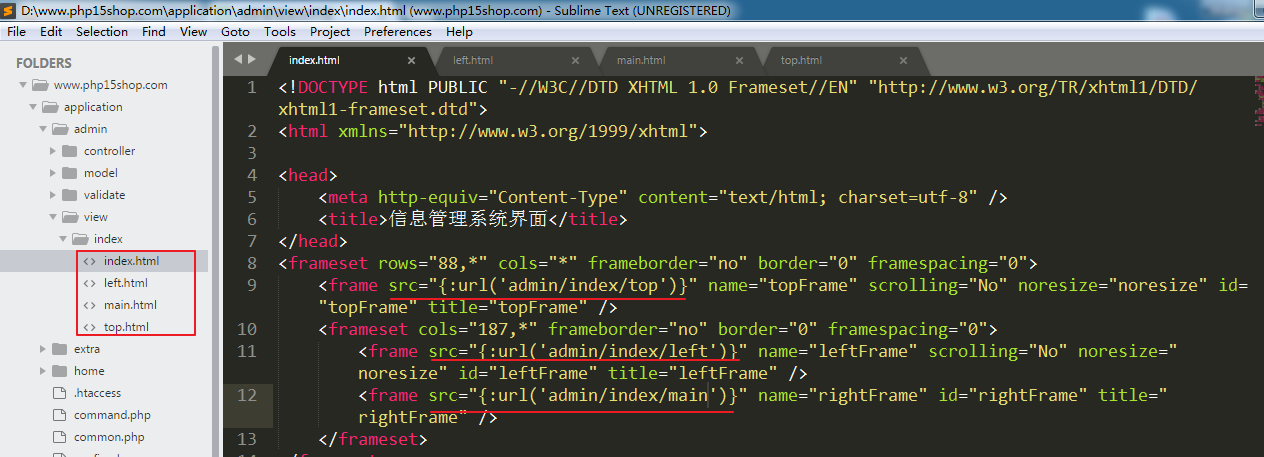 D:\www.php15shop.com\application\admin\view\index\index.html (www.php15shop.com) - Sublime Text (UNREGISTERED)
File Edit Selection Find View Goto Tools Project Preferences Help
FOLDERS
www.php15shop.com
application
admin
controller
model
validate
view
index
index.html
left.html
main.html
top.html
extra
home
.htaccess
command.php
common.php
index.html left.html main.html top.html
1 <!DOCTYPE html PUBLIC "-//W3C//DTD XHTML 1.0 Frameset//EN" "http://www.w3.org/TR/xhtml1/DTD/
xhtml1-frameset.dtd">
2 <html xmlns="http://www.w3.org/1999/xhtml">
3
4 <head>
5 <meta http-equiv="Content-Type" content="text/html; charset=utf-8" />
6 <title>信息管理系统界面</title>
7 </head>
8 <frameset rows="88,*" cols="*" frameborder="no" border="0" framespacing="0">
9 <frame src="{:url('admin/index/top')}" name="topFrame" scrolling="No" noresize="noresize" id=
"topFrame" title="topFrame" />
10 <frameset cols="187,*" frameborder="no" border="0" framespacing="0">
11 <frame src="{:url('admin/index/left')}" name="leftFrame" scrolling="No" noresize="
noresize" id="leftFrame" title="leftFrame" />
12 <frame src="{:url('admin/index/main')}" name="rightFrame" id="rightFrame" title="
rightFrame" />
13 </frameset>